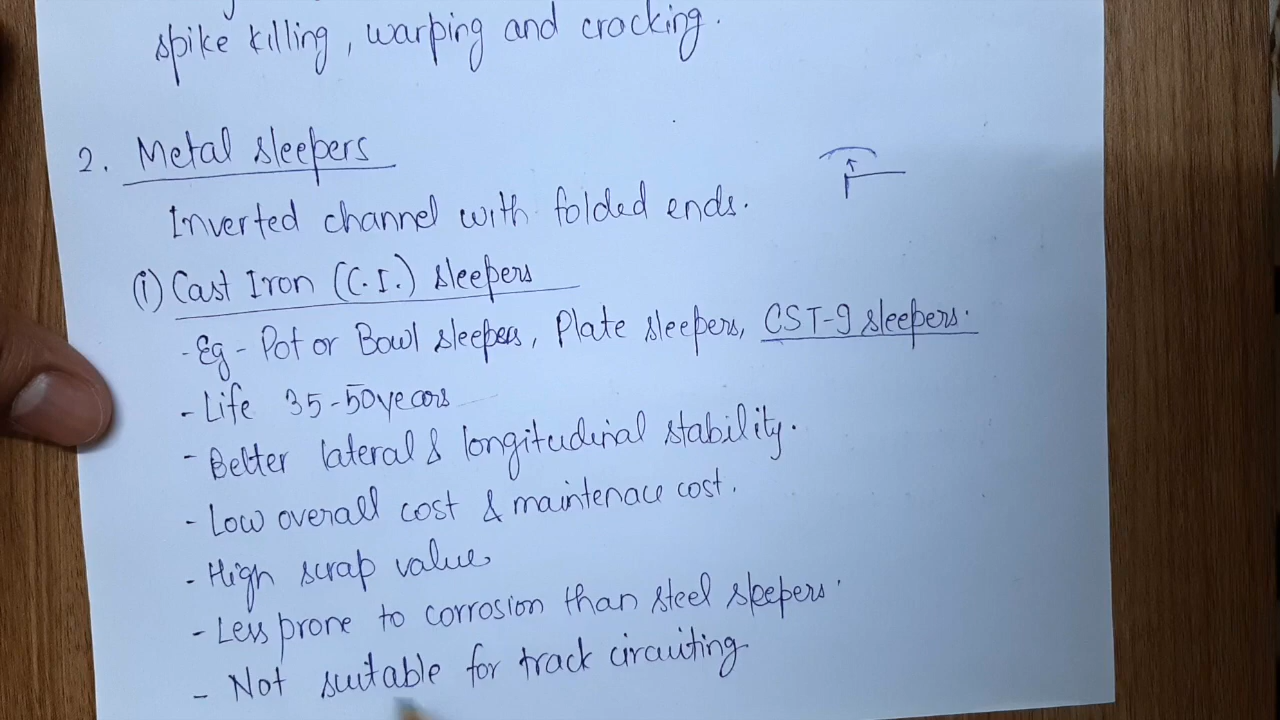 spike killing, warping and cracking.
2. Metal sleepers
Inverted channel with folded ends.
(i) Cast Iron (C.I.) sleepers
- Eg - Pot or Bowl sleepers, Plate sleepers, CST-9 sleepers.
- Life 35-50years
- Better lateral & longitudinal stability.
- Low overall cost & maintenace cost.
- High scrap value
- Less prone to corrosion than steel sleepers.
- Not suitable for track circuiting